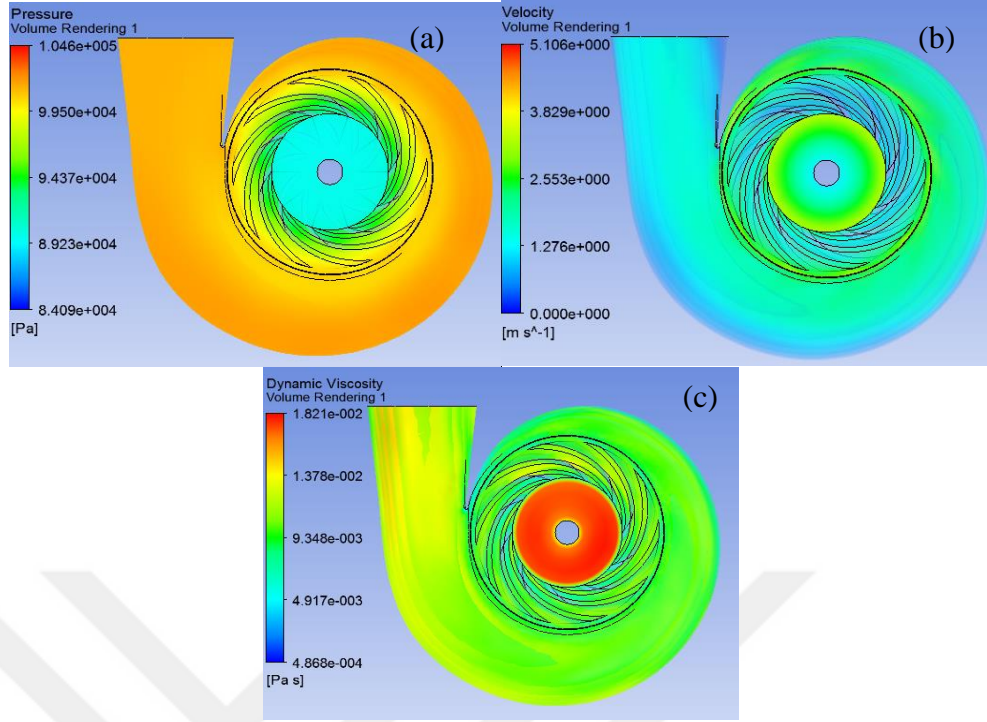 Pressure
Volume Rendering 1
(a)
1.046e+005
9.950e+004
9.437e+004
8.923e+004
8.409e+004
[Pa]
Velocity
Volume Rendering 1
(b)
5.106e+000
3.829e+000
2.553e+000
1.276e+000
0.000e+000
[m s^-1]
Dynamic Viscosity
Volume Rendering 1
(c)
1.821e-002
1.378e-002
9.348e-003
4.917e-003
4.868e-004
[Pa s]